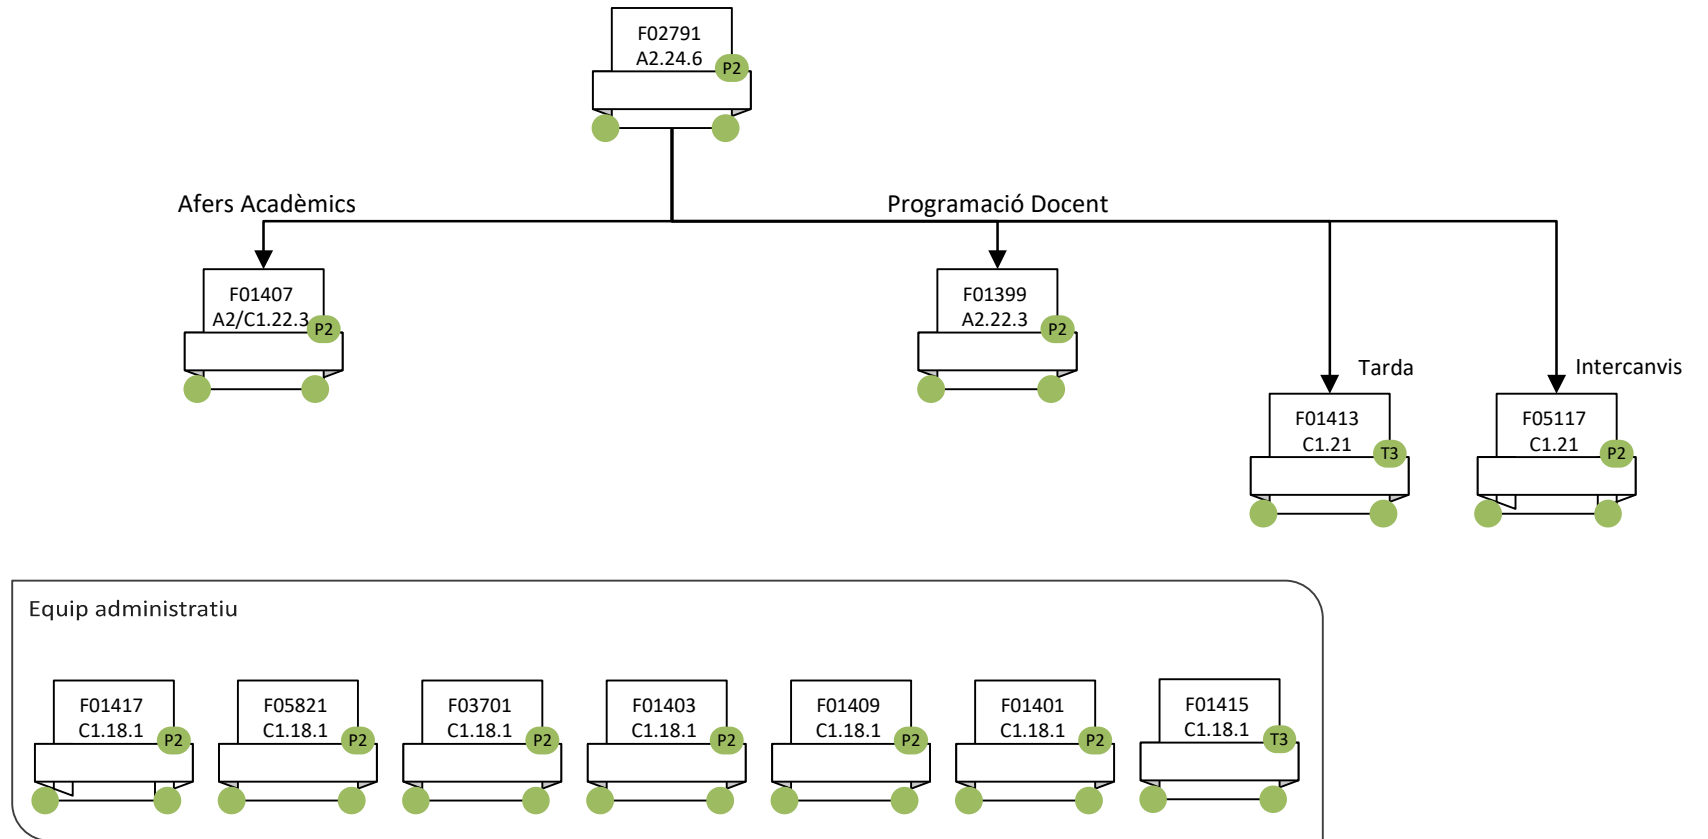 F02791
A2.24.6
P2
Afers Acadèmics
Programació Docent
F01407
A2/C1.22.3
P2
F01399
A2.22.3
P2
Tarda
Intercanvis
F01413
C1.21
T3
F05117
C1.21
P2
Equip administratiu
F01417
C1.18.1
P2
F05821
C1.18.1
P2
F03701
C1.18.1
P2
F01403
C1.18.1
P2
F01409
C1.18.1
P2
F01401
C1.18.1
P2
F01415
C1.18.1
T3